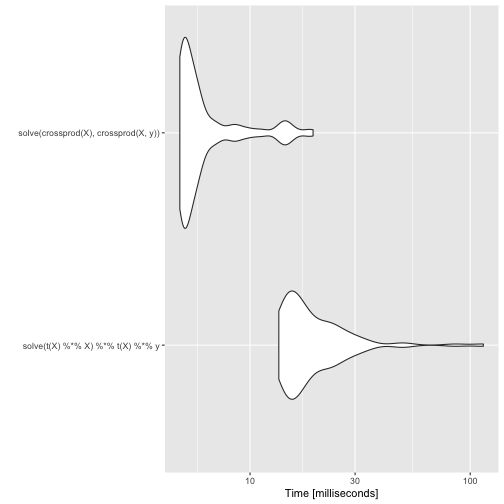 solve(crossprod(X), crossprod(X, y))
solve(t(X) %*% X) %*% t(X) %*% y
10 30 100
Time [milliseconds]